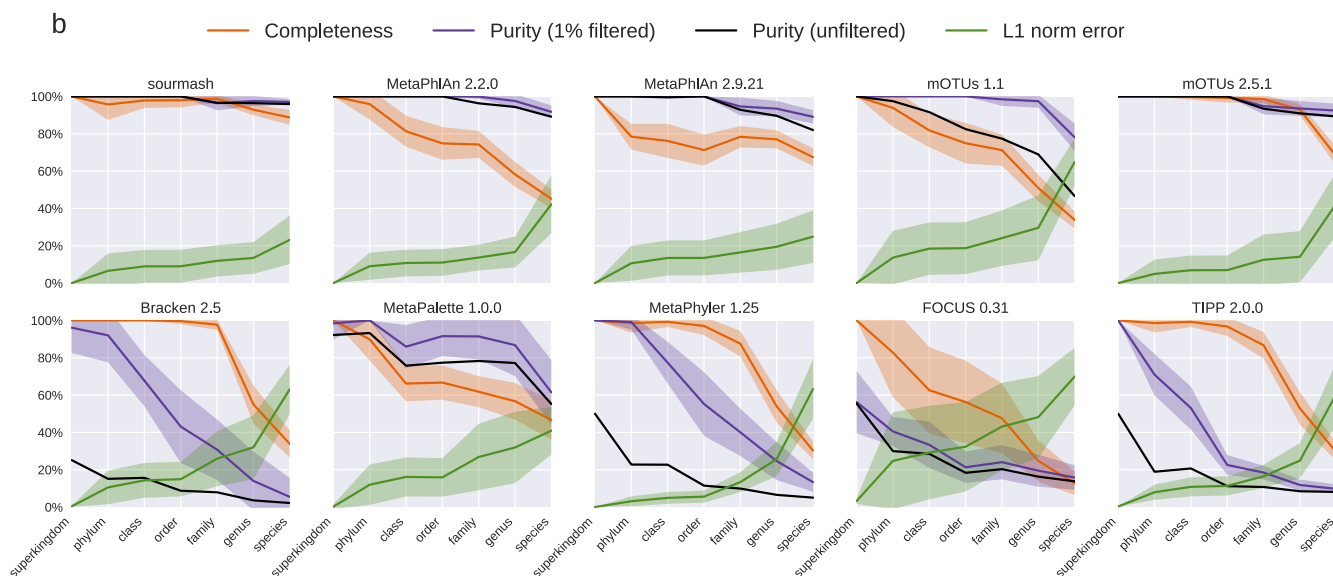 b
Completeness Purity (1% filtered) Purity (unfiltered) L1 norm error
sourmash MetaPhlAn 2.2.0 MetaPhlAn 2.9.21 mOTUs 1.1 mOTUs 2.5.1
100%
80%
60%
40%
20%
0%
Bracken 2.5 MetaPalette 1.0.0 MetaPhyler 1.25 FOCUS 0.31 TIPP 2.0.0
100%
80%
60%
40%
20%
0%
superkingdom phylum class order family genus species superkingdom phylum class order family genus species superkingdom phylum class order family genus species superkingdom phylum class order family genus species superkingdom phylum class order family genus species